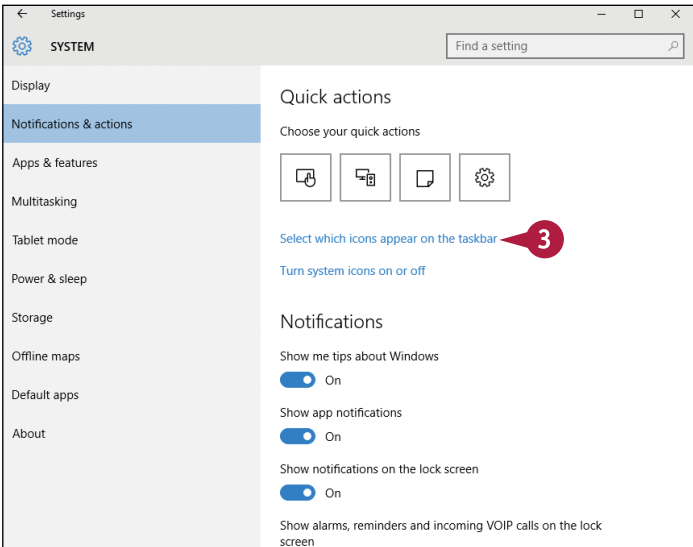 Settings
SYSTEM
Find a setting
Display
Notifications & actions
Apps & features
Multitasking
Tablet mode
Power & sleep
Storage
Offline maps
Default apps
About
Quick actions
Choose your quick actions
Select which icons appear on the taskbar
3
Turn system icons on or off
Notifications
Show me tips about Windows
On
Show app notifications
On
Show notifications on the lock screen
On
Show alarms, reminders and incoming VOIP calls on the lock
screen